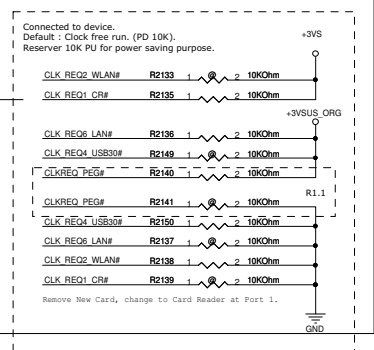 Connected to device.
Default : Clock free run. (PD 10K).
Reserver 10K PU for power saving purpose.
+3VS
CLK_REQ2_WLAN# R2133 1 @ 2 10KOhm
CLK_REQ1_CR# R2135 1 2 10KOhm
+3VSUS_ORG
CLK_REQ6_LAN# R2136 1 2 10KOhm
CLK_REQ4_USB30# R2149 1 @ 2 10KOhm
CLKREQ_PEG# R2140 1 2 10KOhm
R1.1
CLKREQ_PEG# R2141 1 @ 2 10KOhm
CLK_REQ4_USB30# R2150 1 2 10KOhm
CLK_REQ6_LAN# R2137 1 @ 2 10KOhm
CLK_REQ2_WLAN# R2138 1 2 10KOhm
CLK_REQ1_CR# R2139 1 @ 2 10KOhm
Remove New Card, change to Card Reader at Port 1.
GND